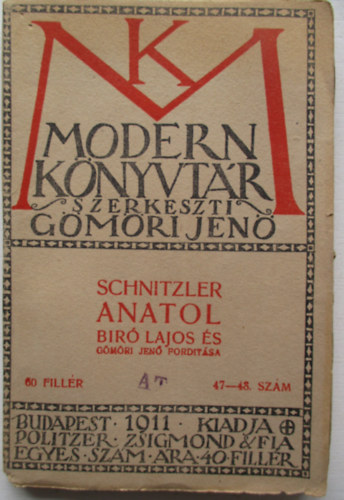 MK
MODERN
KÖNYVTÁR
SZERKESZTI
GÖMÖRI JENŐ
SCHNITZLER
ANATOL
BIRÓ LAJOS ÉS
GÖMÖRI JENŐ FORDITÁSA
60 FILLÉR AT 47—48. SZÁM
BUDAPEST · 1911 · KIADJA
POLITZER · ZSIGMOND & FIA
EGYES · SZÁM · ÁRA · 40 · FILLÉR